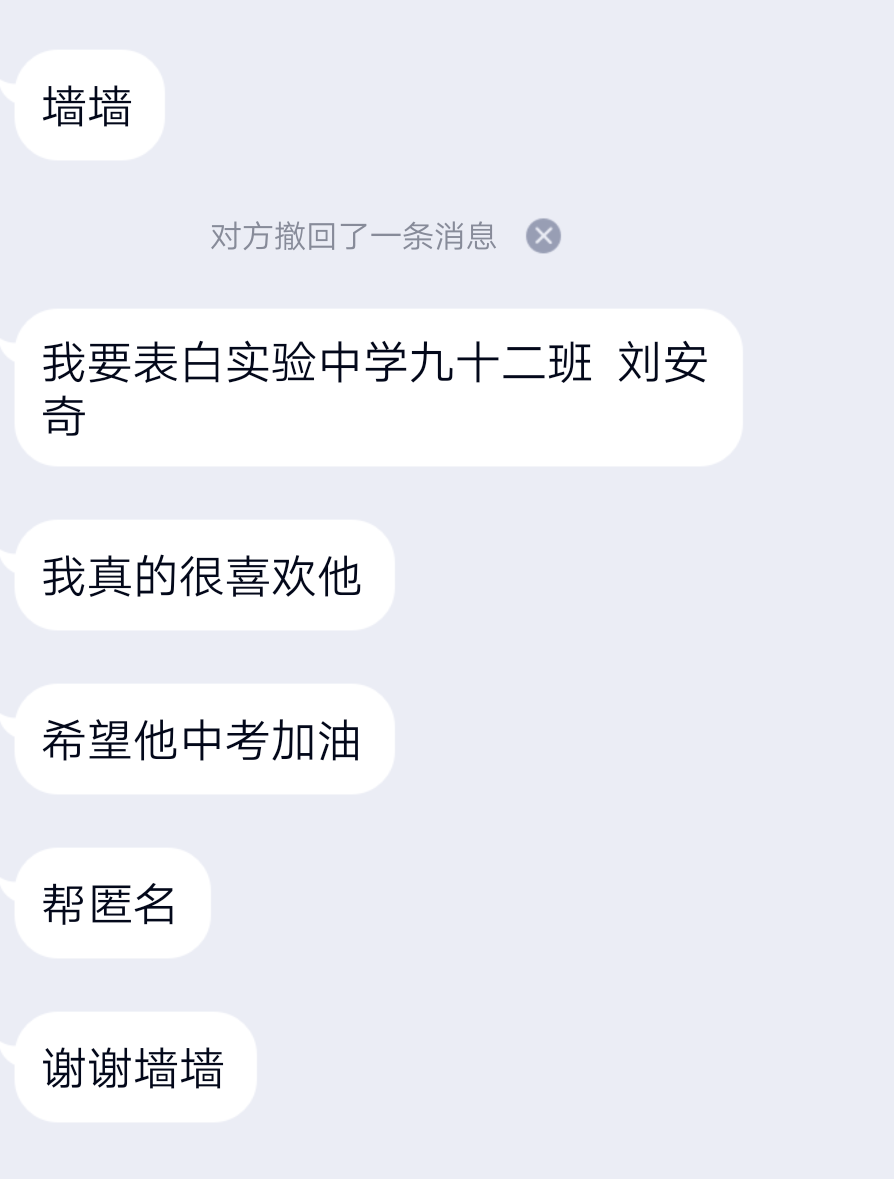 墙墙
对方撤回了一条消息
我要表白实验中学九十二班 刘安
奇
我真的很喜欢他
希望他中考加油
帮匿名
谢谢墙墙